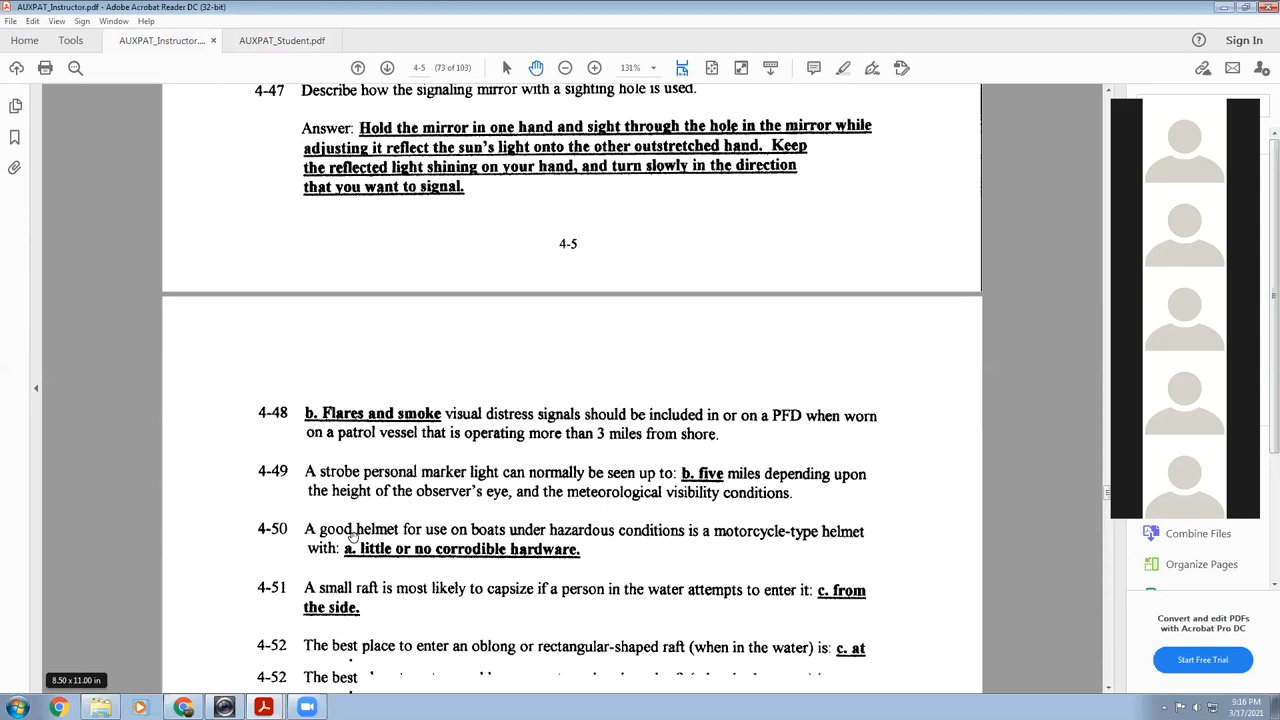 AUXPAT_Instructor.pdf - Adobe Acrobat Reader DC (32-bit)
File Edit View Sign Window Help
Home Tools AUXPAT_Instructor.... × AUXPAT_Student.pdf Sign In
4-5 (73 of 103) 131%
4-47 Describe how the signaling mirror with a sighting hole is used.
Answer: Hold the mirror in one hand and sight through the hole in the mirror while
adjusting it reflect the sun's light onto the other outstretched hand. Keep
the reflected light shining on your hand, and turn slowly in the direction
that you want to signal.
4-5
4-48 b. Flares and smoke visual distress signals should be included in or on a PFD when worn
on a patrol vessel that is operating more than 3 miles from shore.
4-49 A strobe personal marker light can normally be seen up to: b. five miles depending upon
the height of the observer's eye, and the meteorological visibility conditions.
4-50 A good helmet for use on boats under hazardous conditions is a motorcycle-type helmet
with: a. little or no corrodible hardware.
4-51 A small raft is most likely to capsize if a person in the water attempts to enter it: c. from
the side.
4-52 The best place to enter an oblong or rectangular-shaped raft (when in the water) is: c. at
4-52 The best
Combine Files
Organize Pages
Convert and edit PDFs
with Acrobat Pro DC
Start Free Trial
8.50 x 11.00 in
9:16 PM
3/17/2021